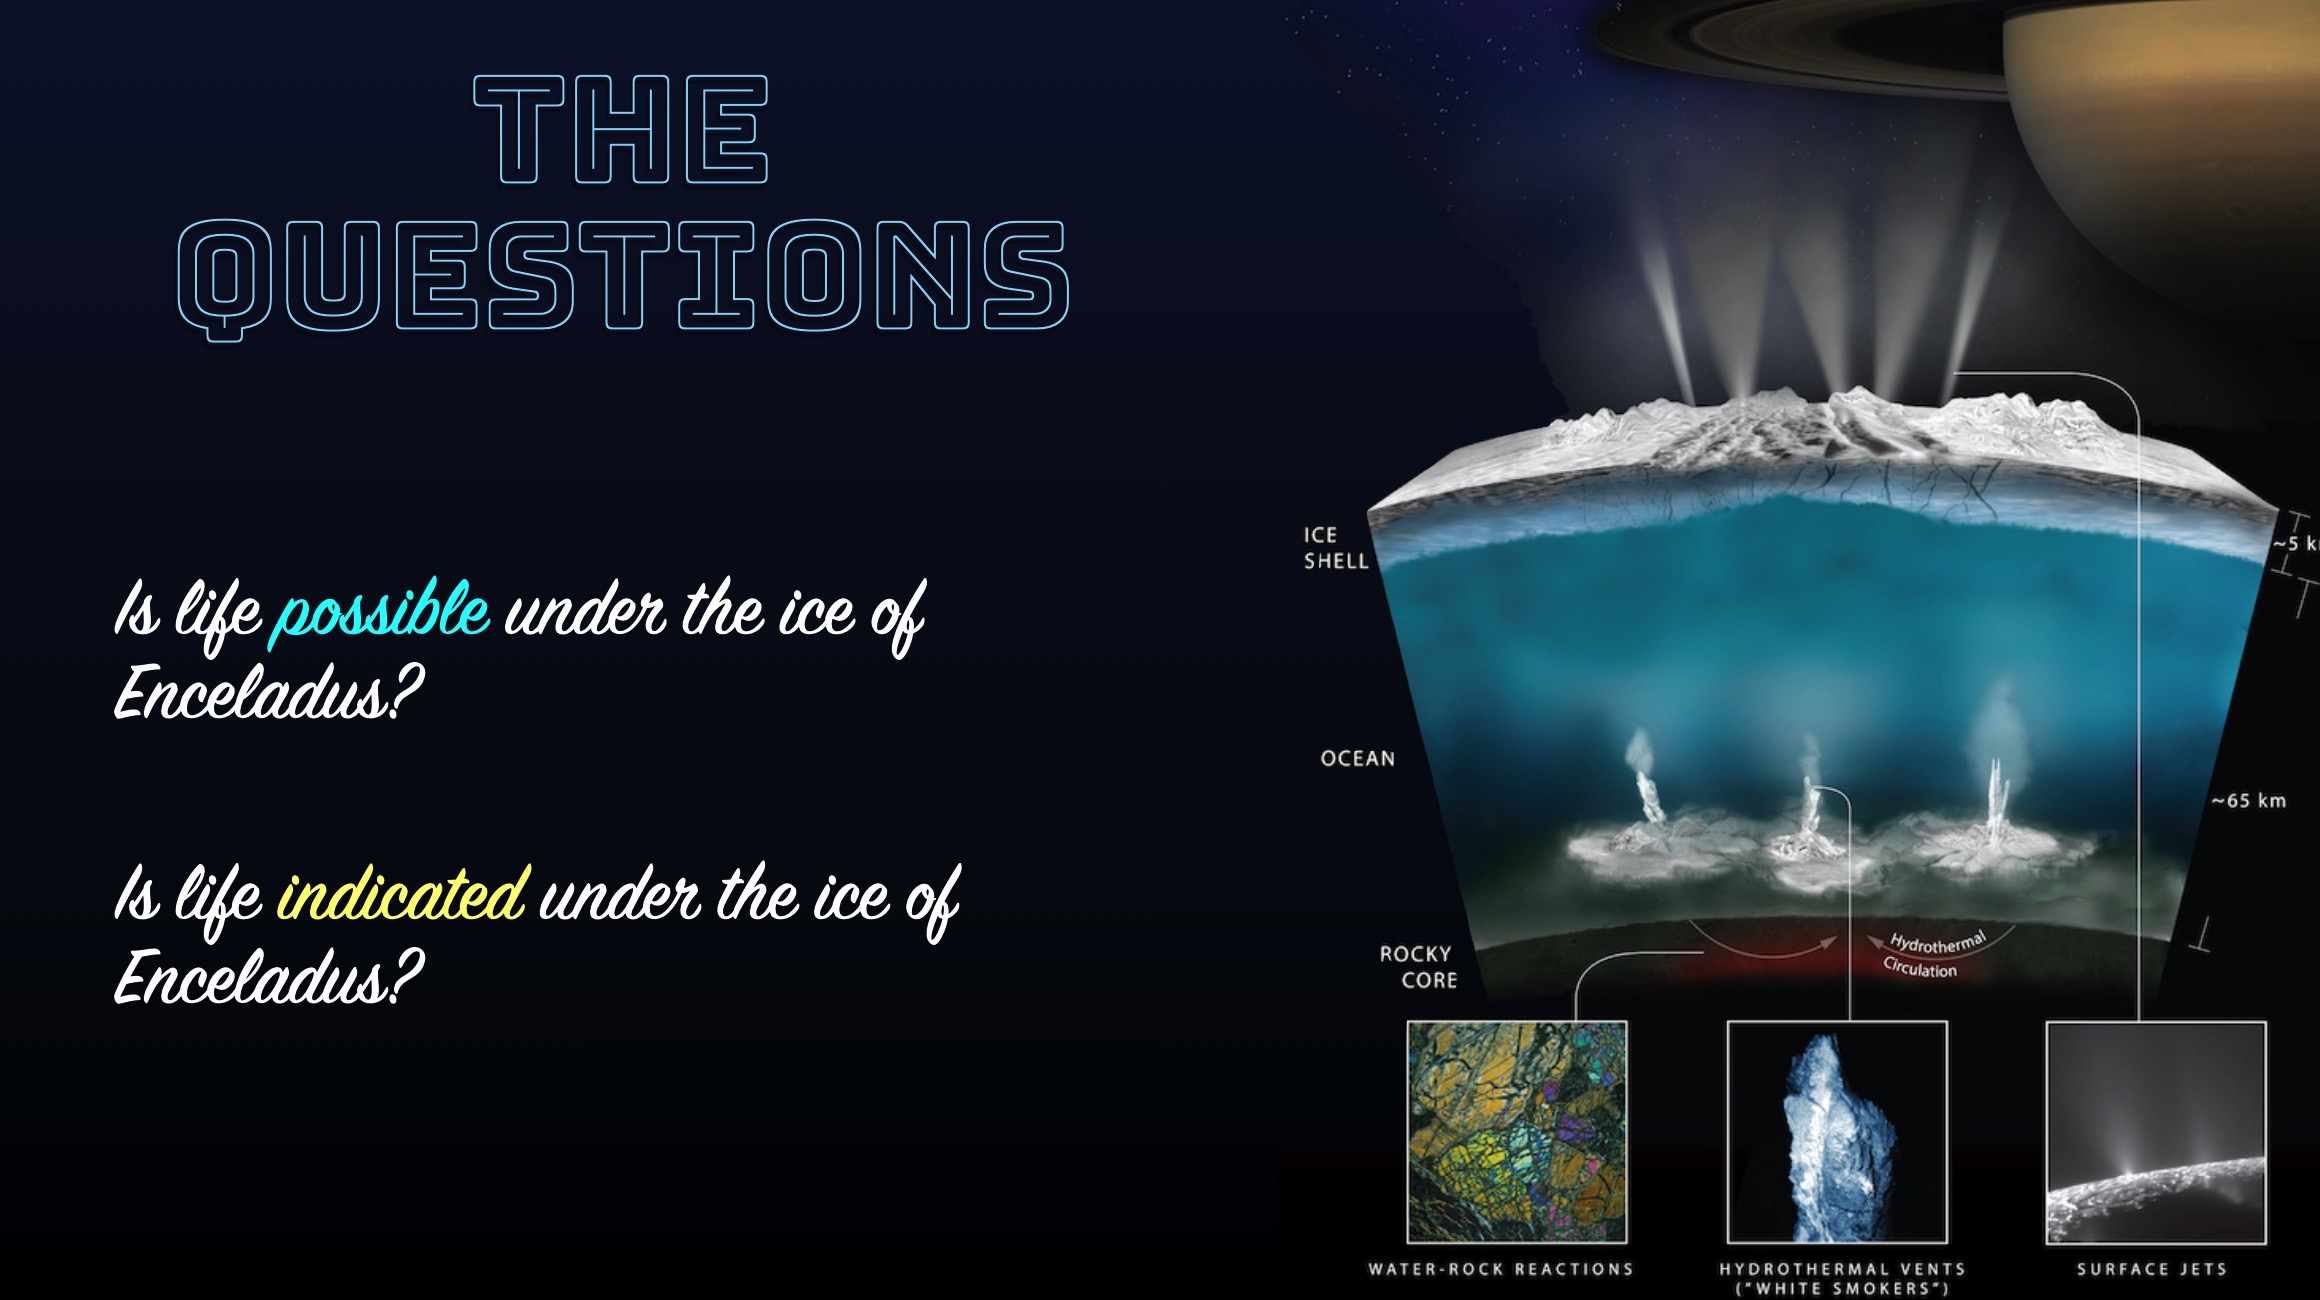 THE
QUESTIONS
Is life possible under the ice of
Enceladus?
Is life indicated under the ice of
Enceladus?
ICE
SHELL
~5 k
OCEAN
~65 km
ROCKY
CORE
Hydrothermal
Circulation
WATER-ROCK REACTIONS
HYDROTHERMAL VENTS
("WHITE SMOKERS")
SURFACE JETS